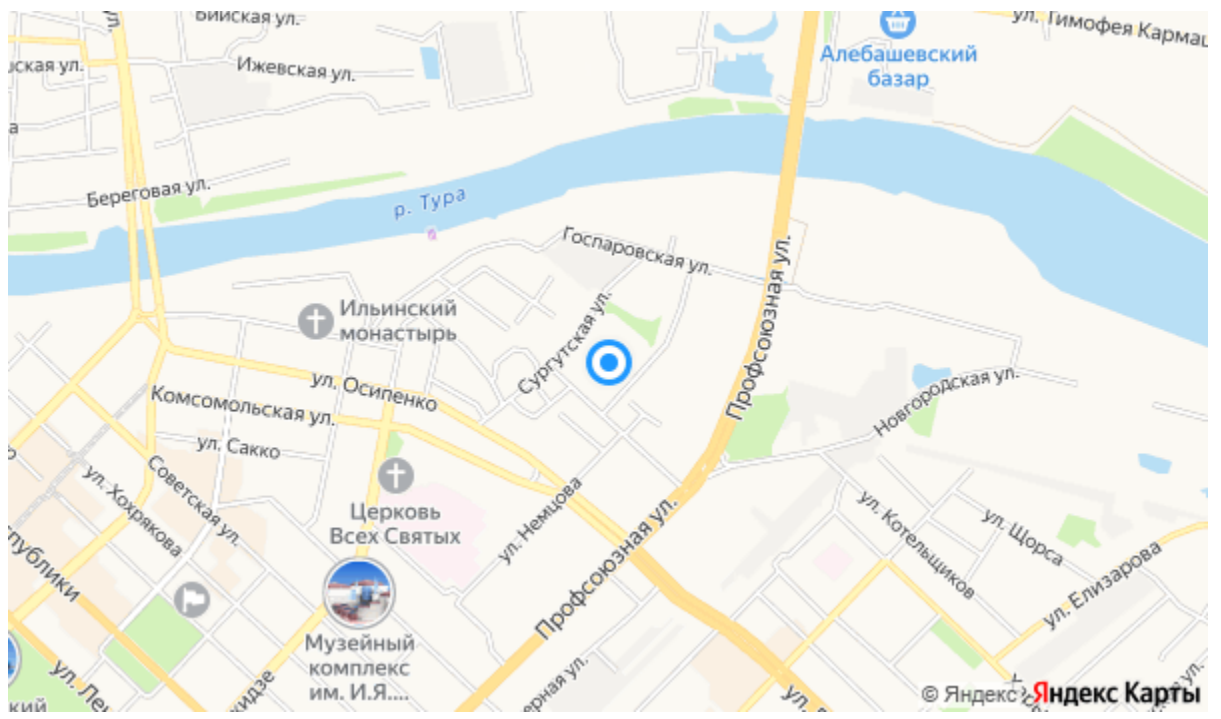 Бийская ул.
ул. Тимофея Кармац
Алебашевский
базар
Ижевская ул.
ская ул.
Береговая ул.
р. Тура
Госпаровская ул.
Профсоюзная ул.
Ильинский
монастырь
Сургутская ул.
ул. Осипенко
Комсомольская ул.
ул. Сакко
Новгородская ул.
Советская ул.
ул. Хохрякова
Церковь
Всех Святых
ул. Немцова
Профсоюзная ул.
ул. Котельщиков
ул. Щорса
ул. Елизарова
публики
Музейный
комплекс
им. И.Я....
ул. Лен
кидзе
ерная ул.
кий
© Яндекс Яндекс Карты